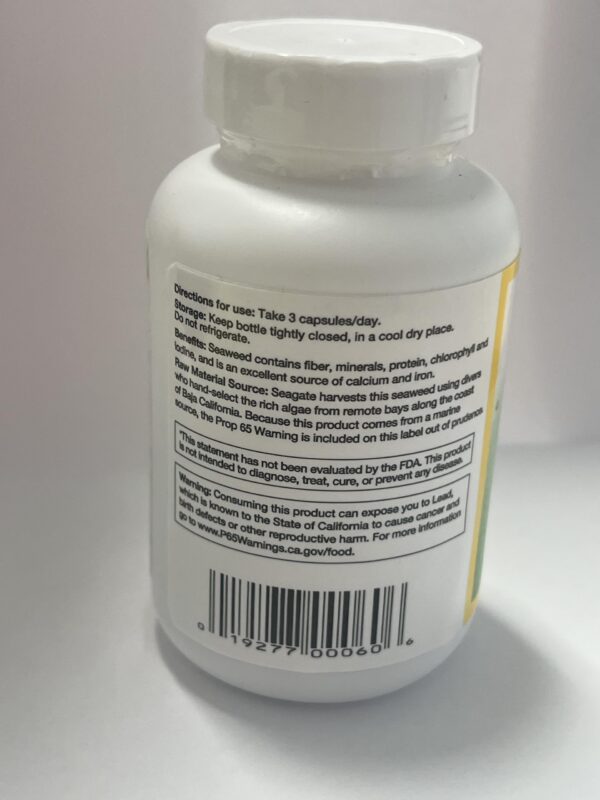 Directions for use: Take 3 capsules/day.
Storage: Keep bottle tightly closed, in a cool dry place.
Do not refrigerate.
Benefits: Seaweed contains fiber, minerals, protein, chlorophyll and
iodine, and is an excellent source of calcium and iron.
Raw Material Source: Seagate harvests this seaweed using divers
who hand-select the rich algae from remote bays along the coast
of Baja California. Because this product comes from a marine
source, the Prop 65 Warning is included on this label out of prudence.
*This statement has not been evaluated by the FDA. This product
is not intended to diagnose, treat, cure, or prevent any disease.
Warning: Consuming this product can expose you to Lead,
which is known to the State of California to cause cancer and
birth defects or other reproductive harm. For more information
go to www.P65Warnings.ca.gov/food.
0 19277 00060 6